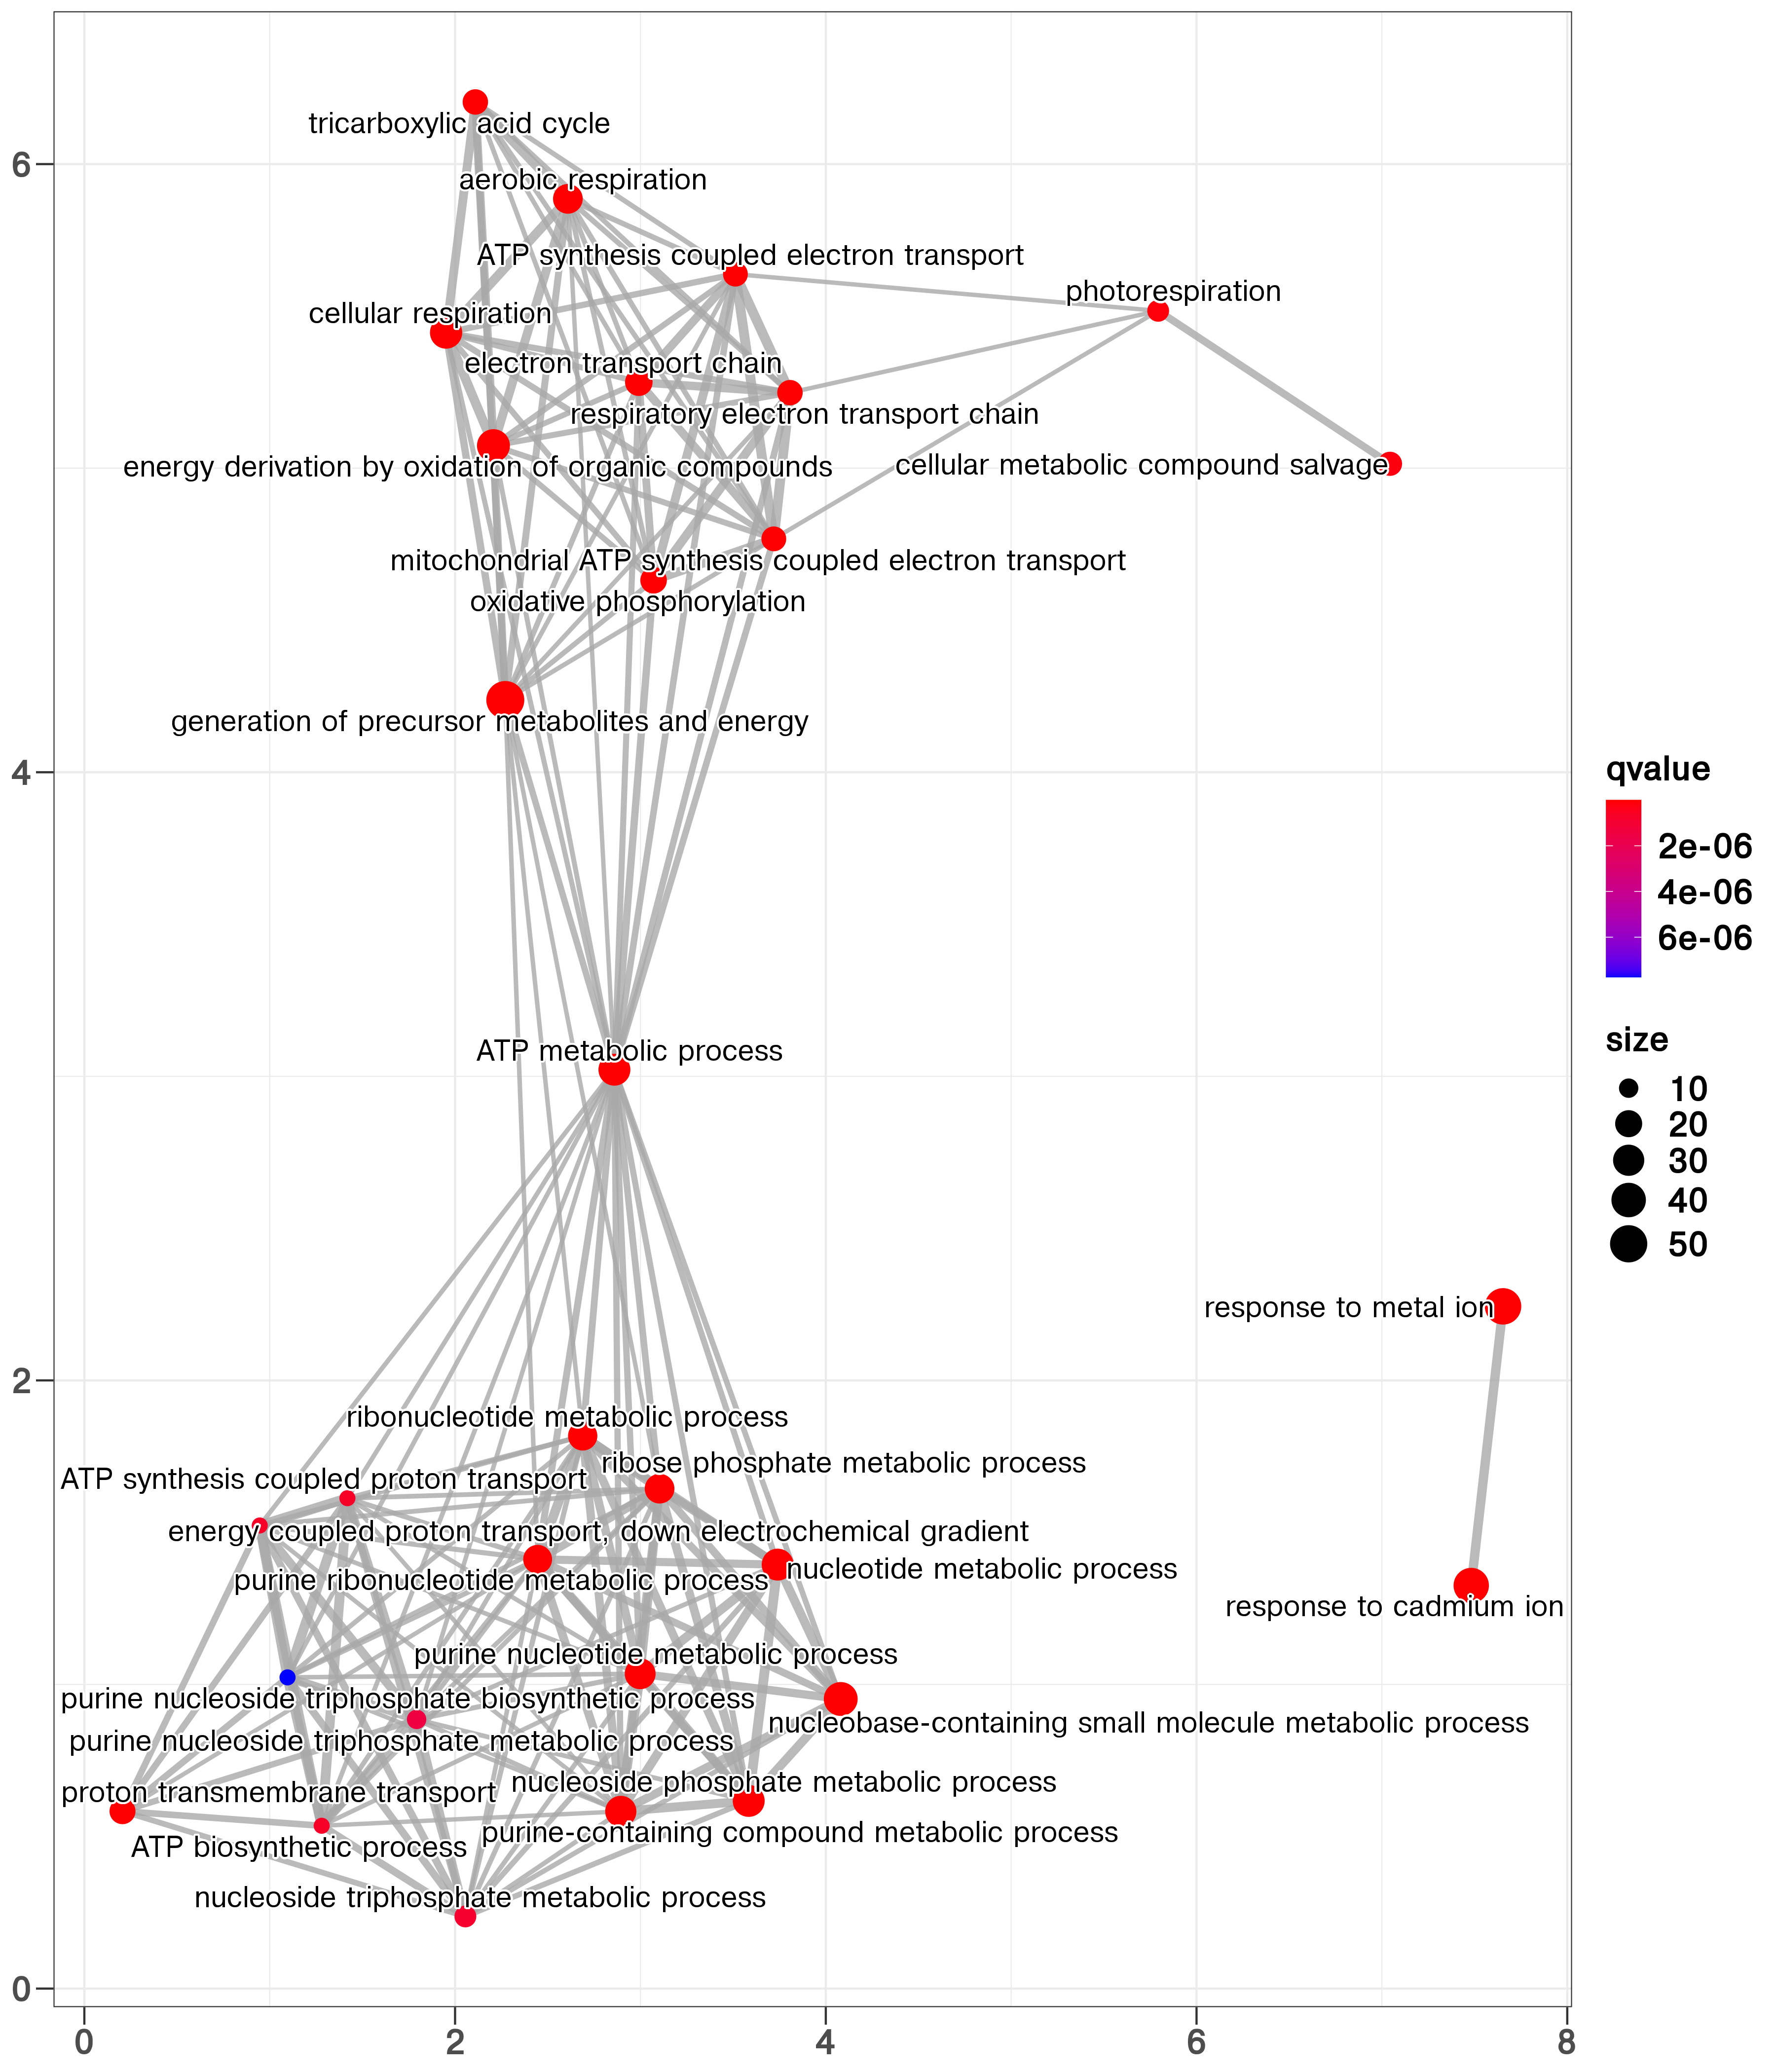 tricarboxylic acid cycle
6
aerobic respiration
ATP synthesis coupled electron transport
photorespiration
cellular respiration
electron transport chain
respiratory electron transport chain
energy derivation by oxidation of organic compounds
cellular metabolic compound salvage
mitochondrial ATP synthesis coupled electron transport
oxidative phosphorylation
generation of precursor metabolites and energy
4
qvalue
2e-06
4e-06
6e-06
ATP metabolic process
size
10
20
30
40
50
response to metal ion
2
ribonucleotide metabolic process
ribose phosphate metabolic process
ATP synthesis coupled proton transport
energy coupled proton transport, down electrochemical gradient
nucleotide metabolic process
purine ribonucleotide metabolic process
response to cadmium ion
purine nucleotide metabolic process
purine nucleoside triphosphate biosynthetic process
nucleobase-containing small molecule metabolic process
purine nucleoside triphosphate metabolic process
nucleoside phosphate metabolic process
proton transmembrane transport
purine-containing compound metabolic process
ATP biosynthetic process
nucleoside triphosphate metabolic process
0
0 2 4 6 8